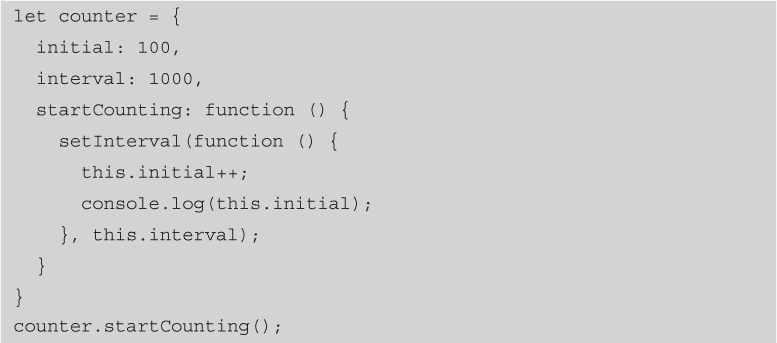 let counter = {
  initial: 100,
  interval: 1000,
  startCounting: function () {
    setInterval(function () {
      this.initial++;
      console.log(this.initial);
    }, this.interval);
  }
}
counter.startCounting();